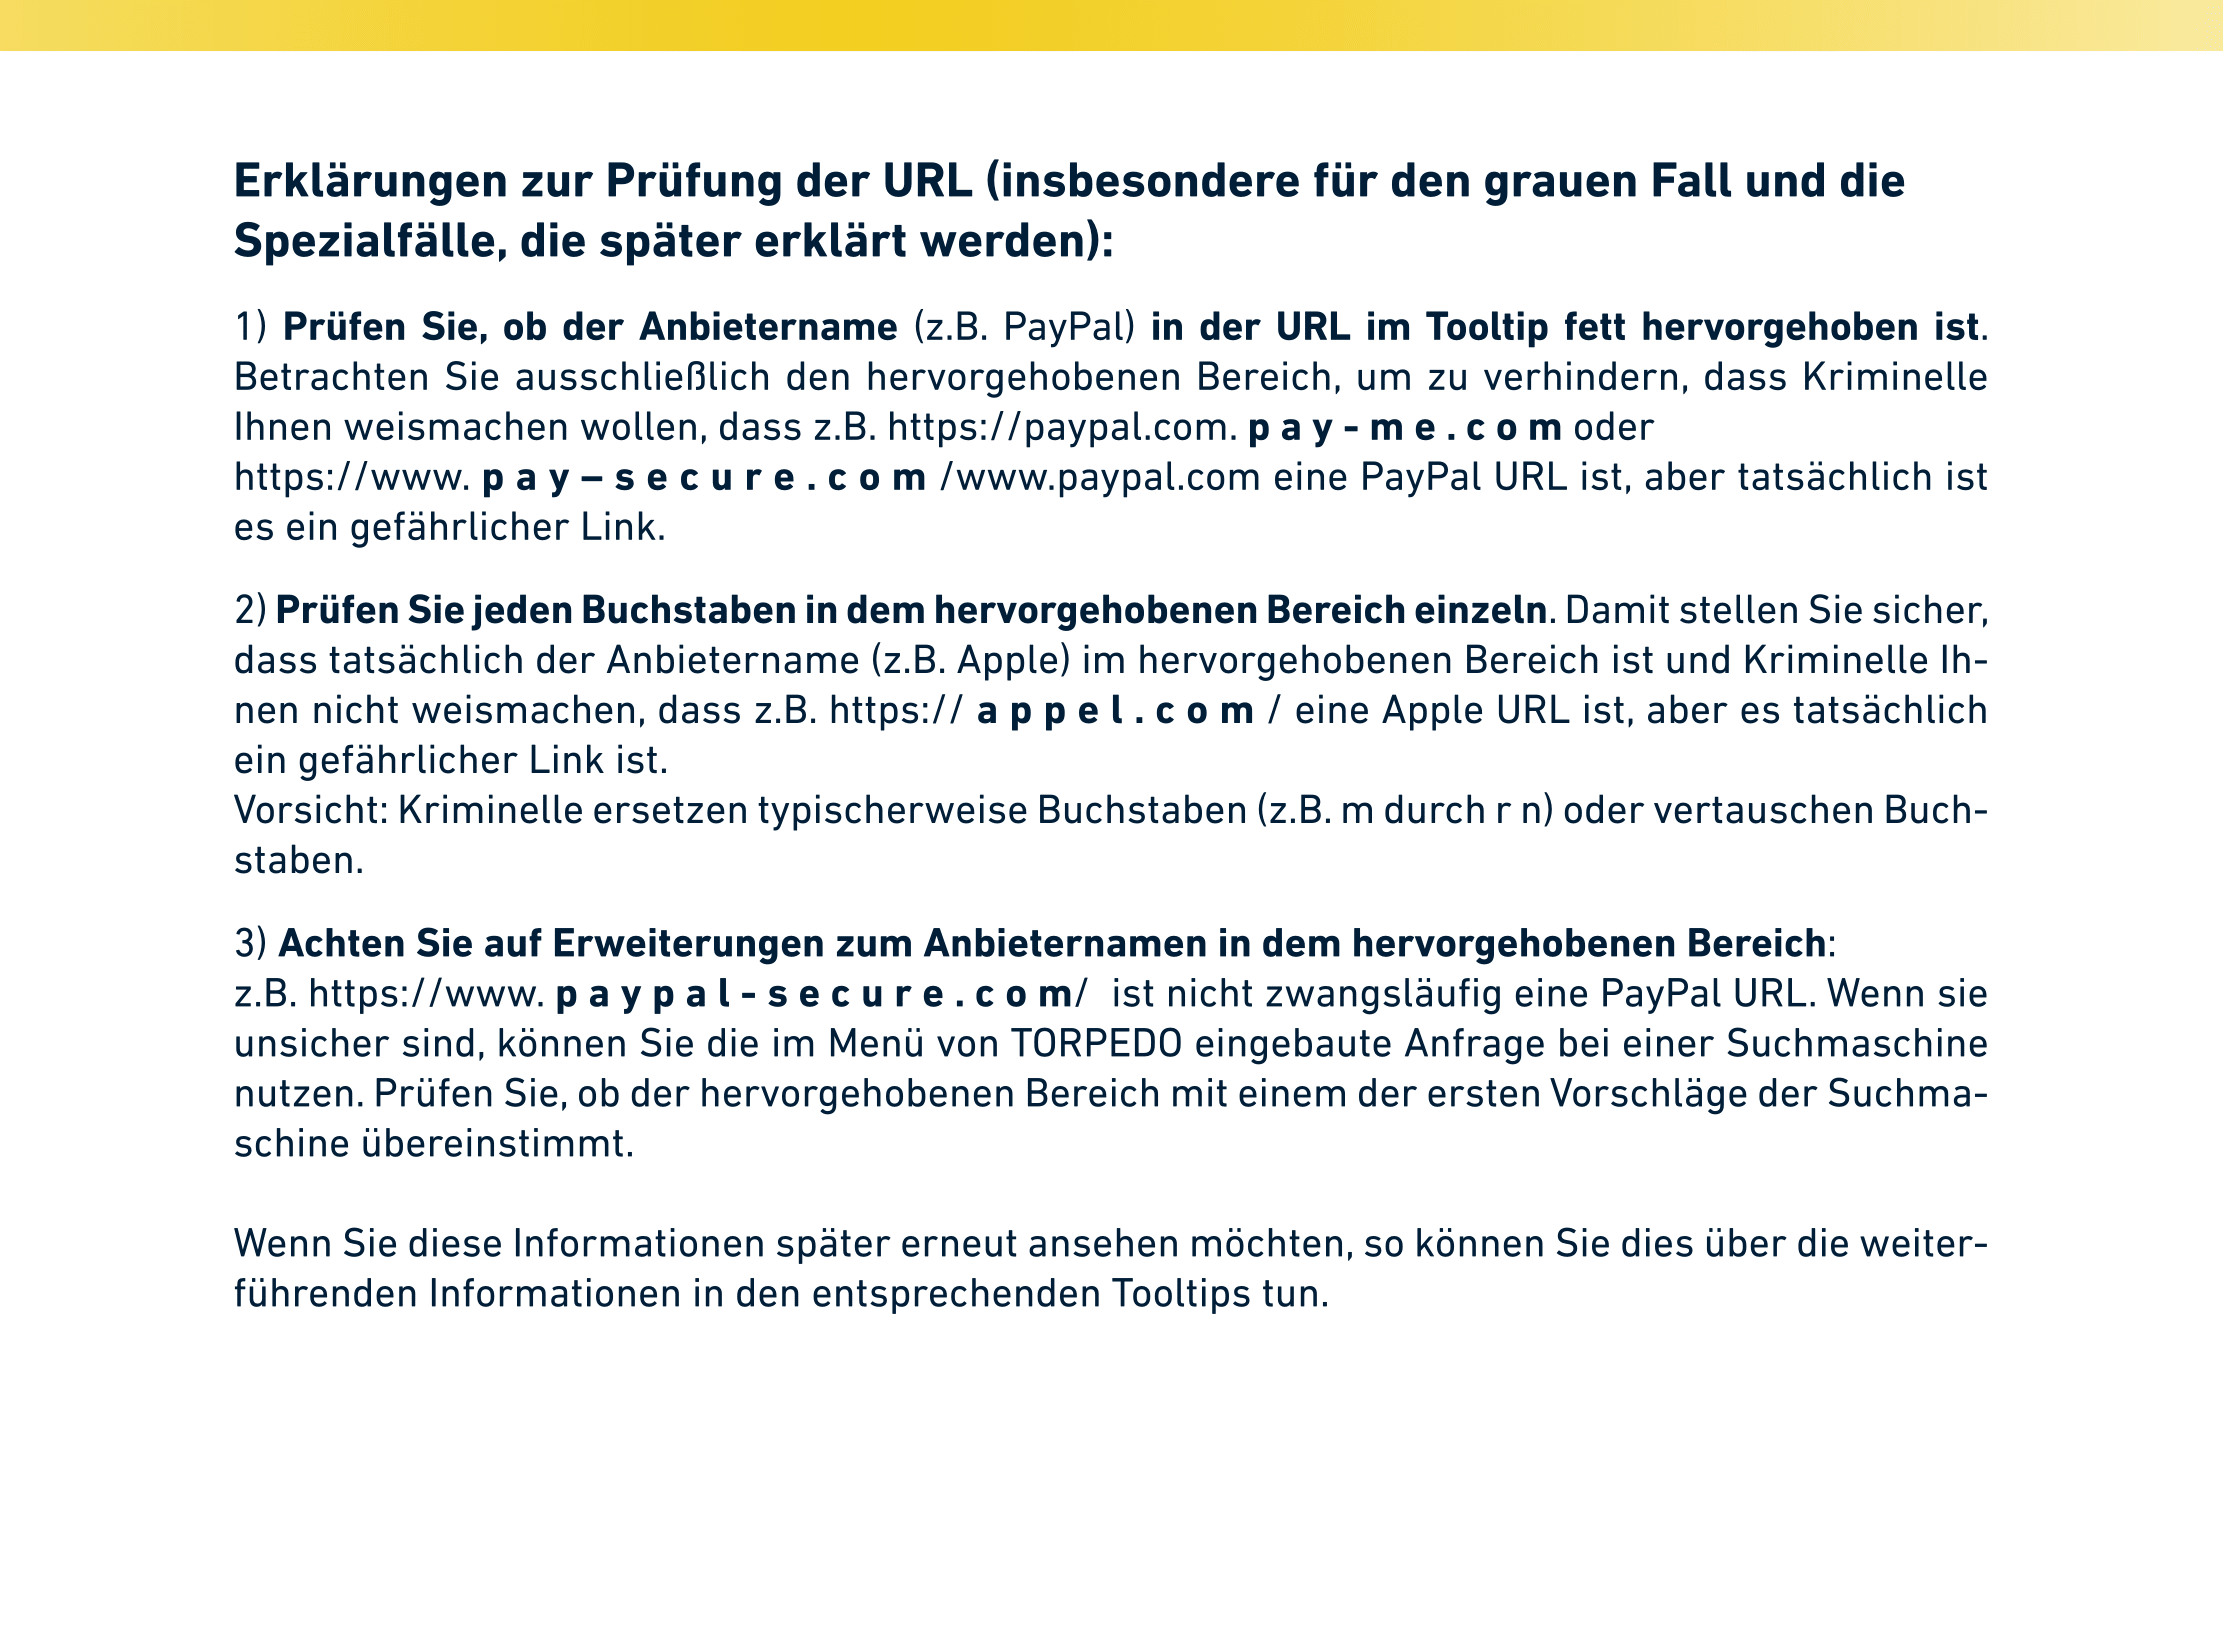 Erklärungen zur Prüfung der URL (insbesondere für den grauen Fall und die
Spezialfälle, die später erklärt werden):
1) Prüfen Sie, ob der Anbietername (z.B. PayPal) in der URL im Tooltip fett hervorgehoben ist.
Betrachten Sie ausschließlich den hervorgehobenen Bereich, um zu verhindern, dass Kriminelle
Ihnen weismachen wollen, dass z.B. https://paypal.com. p a y - m e . c o m oder
https://www. p a y – s e c u r e . c o m /www.paypal.com eine PayPal URL ist, aber tatsächlich ist
es ein gefährlicher Link.
2) Prüfen Sie jeden Buchstaben in dem hervorgehobenen Bereich einzeln. Damit stellen Sie sicher,
dass tatsächlich der Anbietername (z.B. Apple) im hervorgehobenen Bereich ist und Kriminelle Ih-
nen nicht weismachen, dass z.B. https:// a p p e l . c o m / eine Apple URL ist, aber es tatsächlich
ein gefährlicher Link ist.
Vorsicht: Kriminelle ersetzen typischerweise Buchstaben (z.B. m durch r n) oder vertauschen Buch-
staben.
3) Achten Sie auf Erweiterungen zum Anbieternamen in dem hervorgehobenen Bereich:
z.B. https://www. p a y p a l - s e c u r e . c o m/ ist nicht zwangsläufig eine PayPal URL. Wenn sie
unsicher sind, können Sie die im Menü von TORPEDO eingebaute Anfrage bei einer Suchmaschine
nutzen. Prüfen Sie, ob der hervorgehobenen Bereich mit einem der ersten Vorschläge der Suchma-
schine übereinstimmt.
Wenn Sie diese Informationen später erneut ansehen möchten, so können Sie dies über die weiter-
führenden Informationen in den entsprechenden Tooltips tun.